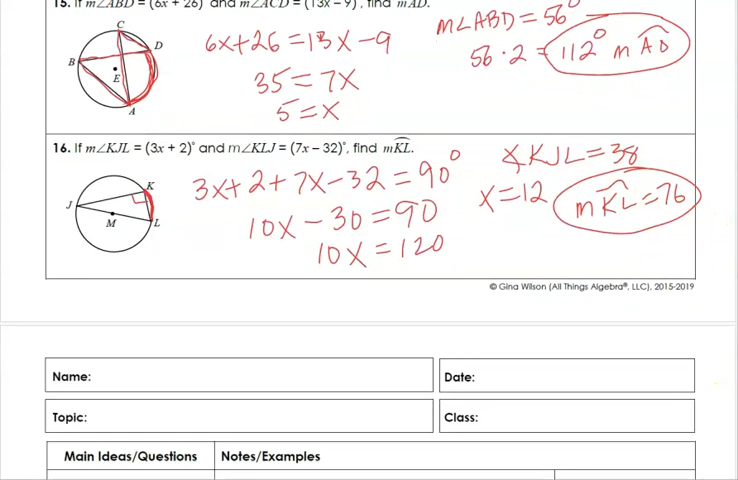 15. If m∠ABD = (6x + 26)° and m∠ACD = (13x − 9)°, find mAD.
C
B
D
E
A
6x+26 = 13x −9
35 = 7x
5 = x
m∠ABD = 56°
56 · 2 = 112° m AD
16. If m∠KJL = (3x + 2)° and m∠KLJ = (7x − 32)°, find mKL.
K
J
M
L
3x + 2 + 7x − 32 = 90°
10x − 30 = 90
10x = 120
∡KJL = 38
x = 12
mKL = 76
© Gina Wilson (All Things Algebra®, LLC), 2015-2019
Name:
Date:
Topic:
Class:
Main Ideas/Questions
Notes/Examples